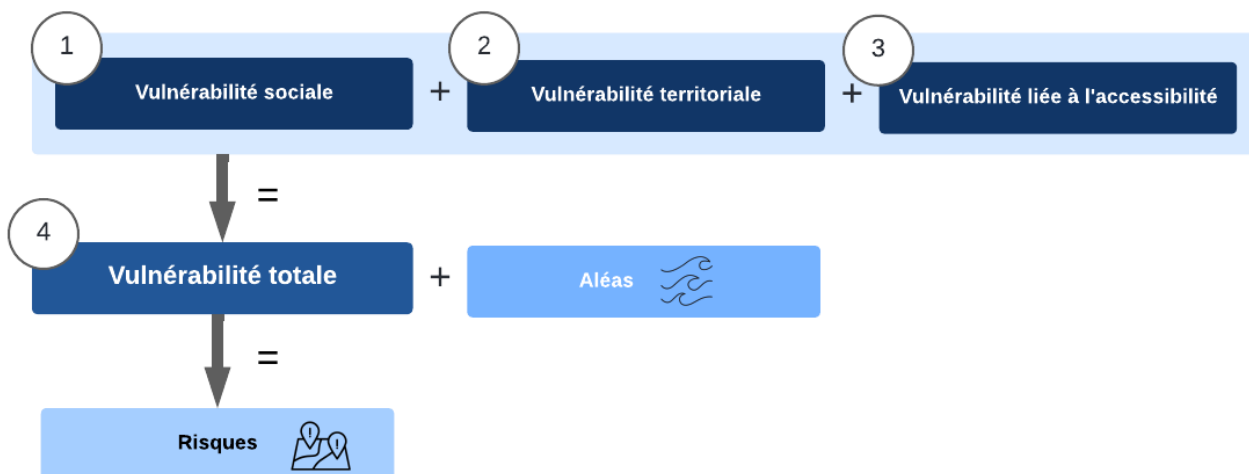 1
2
3
Vulnérabilité sociale
+
Vulnérabilité territoriale
+
Vulnérabilité liée à l'accessibilité
=
4
Vulnérabilité totale
+
Aléas
=
Risques